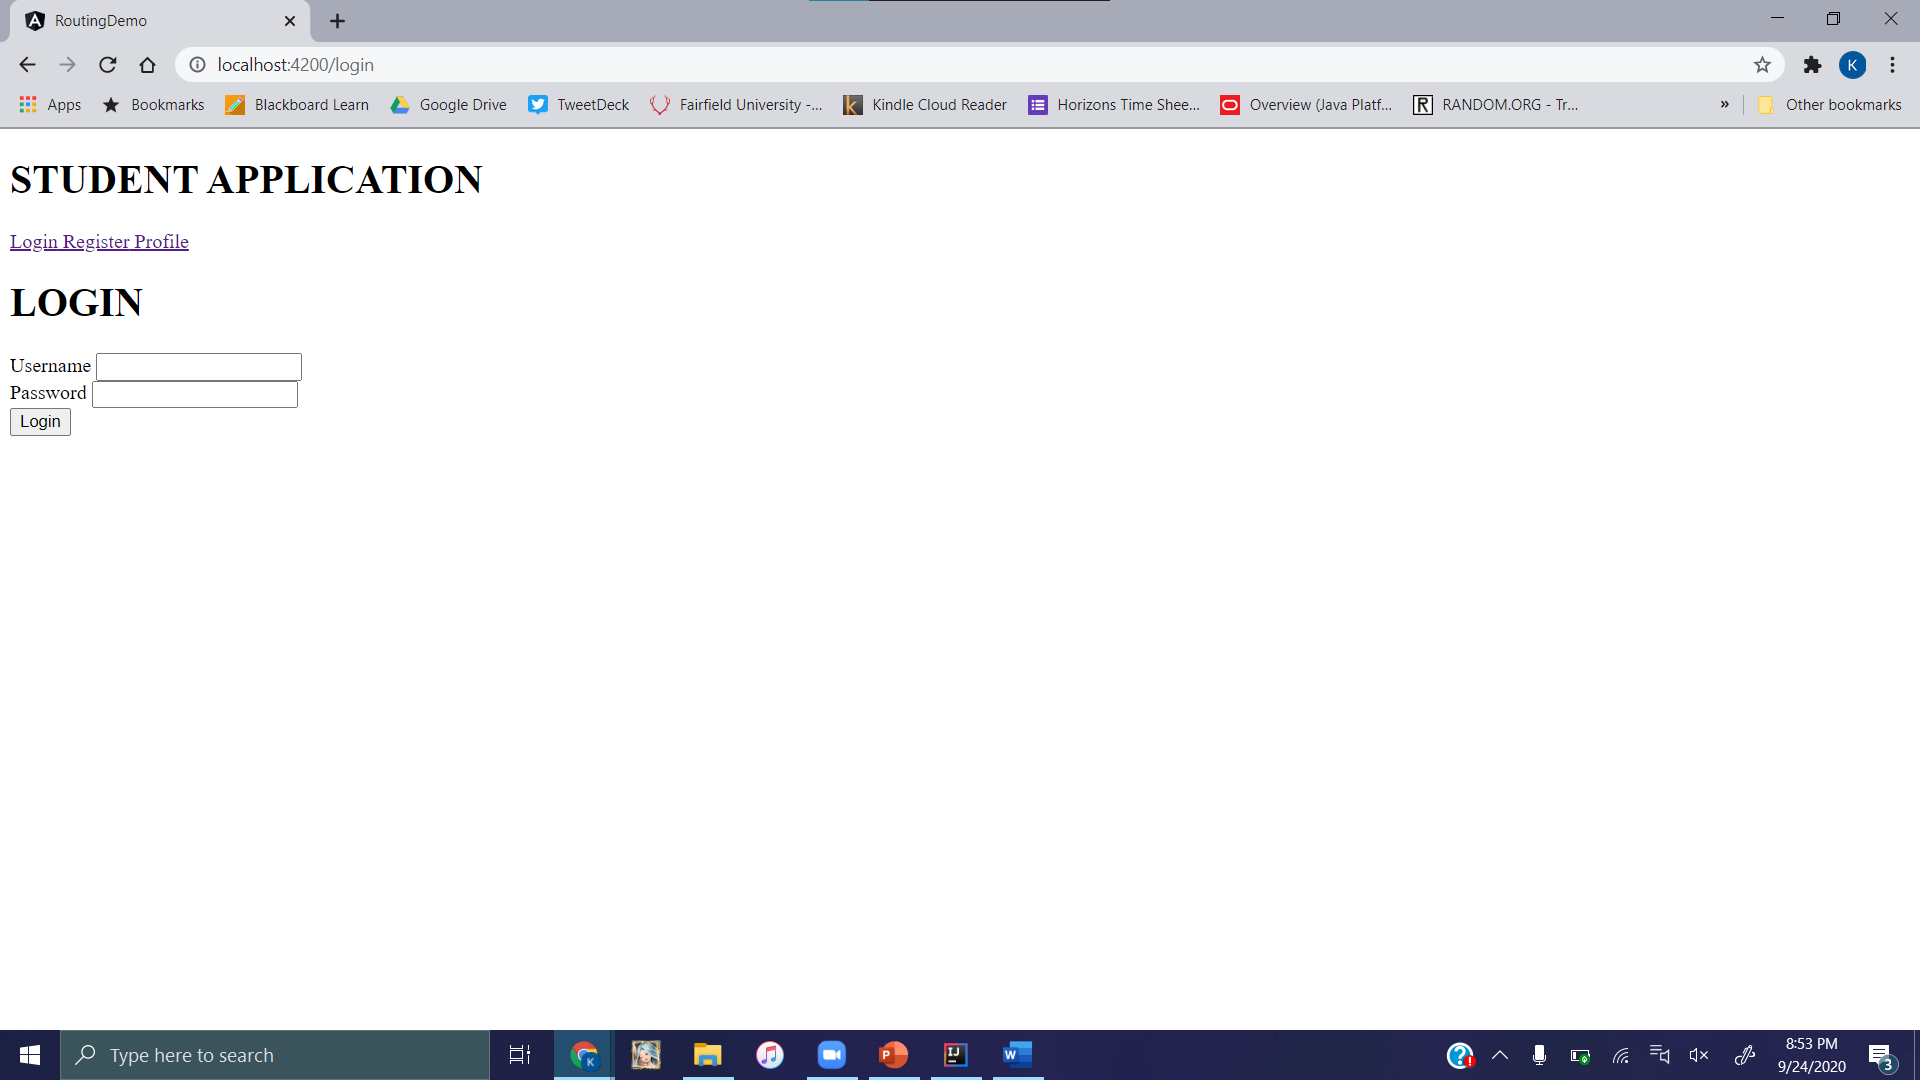 RoutingDemo
localhost:4200/login
K
Apps Bookmarks Blackboard Learn Google Drive TweetDeck Fairfield University -... Kindle Cloud Reader Horizons Time Shee... Overview (Java Platf... RANDOM.ORG - Tr... » Other bookmarks
STUDENT APPLICATION
Login Register Profile
LOGIN
Username
Password
Login
Type here to search
8:53 PM
9/24/2020
3